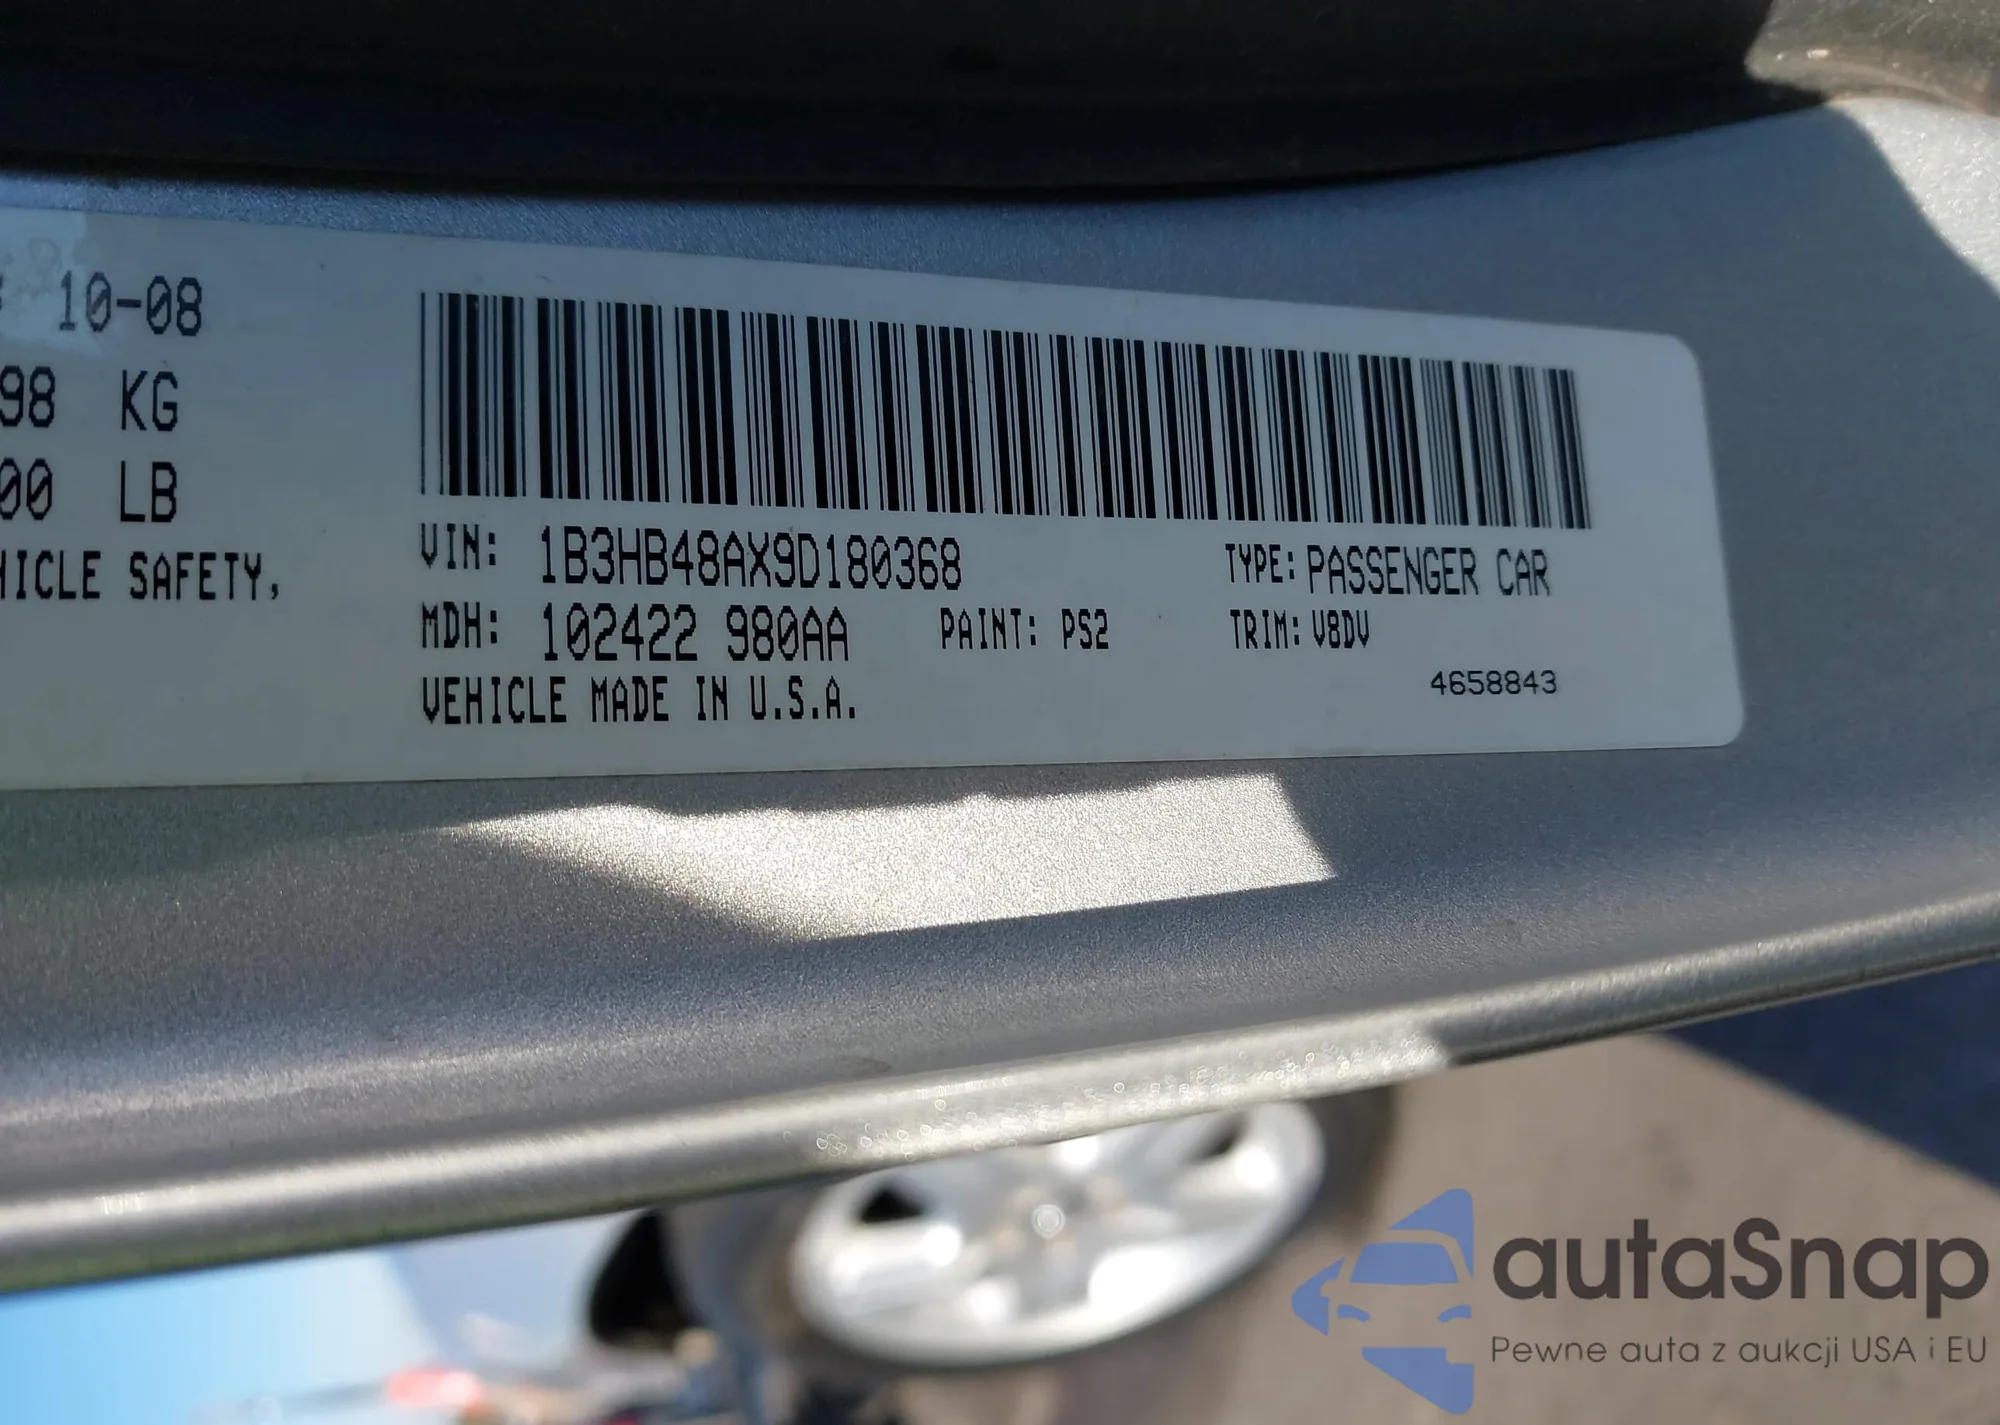 : 10-08
98 KG
00 LB
HICLE SAFETY,
VIN: 1B3HB48AX9D180368 TYPE: PASSENGER CAR
MDH: 102422 980AA PAINT: PS2 TRIM: V8DV
VEHICLE MADE IN U.S.A. 4658843
autaSnap
Pewne auta z aukcji USA i EU